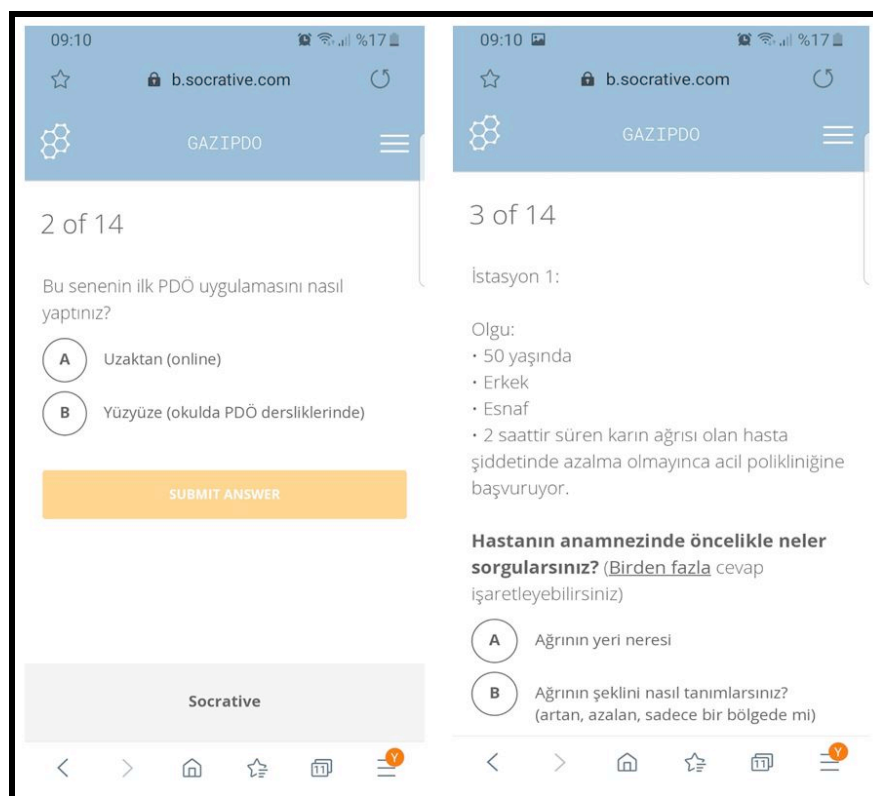 09:10
%17
b.socrative.com
GAZIPDO
2 of 14
Bu senenin ilk PDÖ uygulamasını nasıl
yaptınız?
A Uzaktan (online)
B Yüzyüze (okulda PDÖ dersliklerinde)
SUBMIT ANSWER
Socrative
11
Y
09:10
%17
b.socrative.com
GAZIPDO
3 of 14
İstasyon 1:
Olgu:
• 50 yaşında
• Erkek
• Esnaf
• 2 saattir süren karın ağrısı olan hasta
şiddetinde azalma olmayınca acil polikliniğine
başvuruyor.
Hastanın anamnezinde öncelikle neler
sorgularsınız? (Birden fazla cevap
işaretleyebilirsiniz)
A Ağrının yeri neresi
B Ağrının şeklini nasıl tanımlarsınız?
(artan, azalan, sadece bir bölgede mi)
11
Y